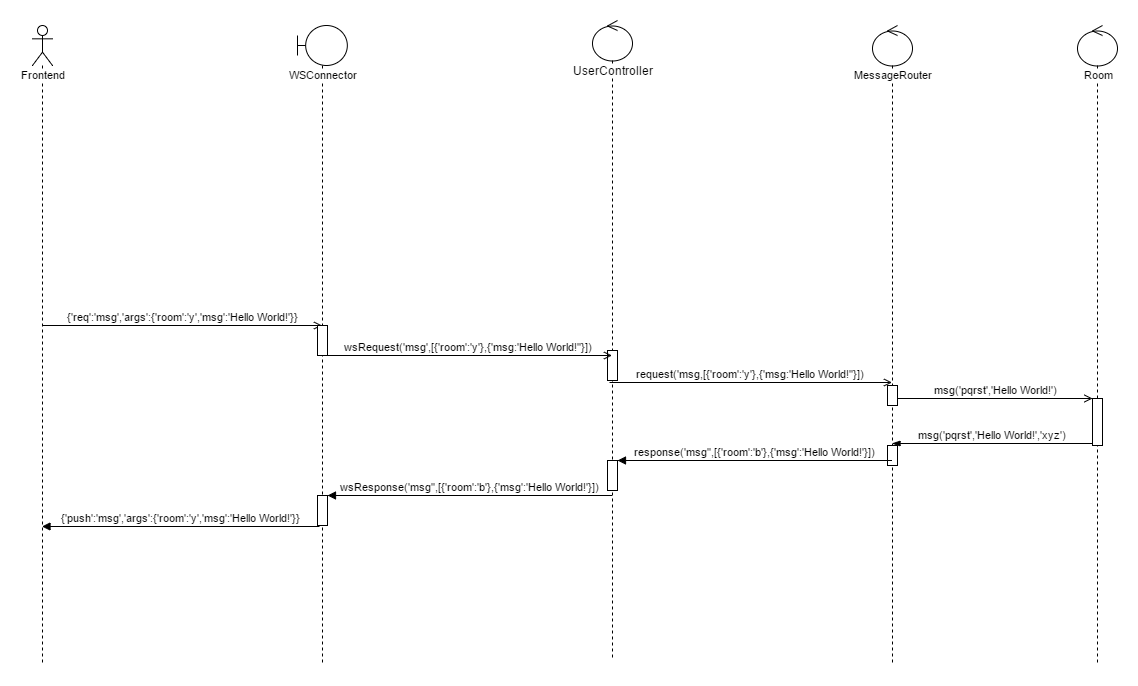 Frontend
WSConnector
UserController
MessageRouter
Room
{'req':'msg','args':{'room':'y','msg':'Hello World!'}}
wsRequest('msg',[{'room':'y'},{'msg:'Hello World!"}])
request('msg,[{'room':'y'},{'msg:'Hello World!"}])
msg('pqrst','Hello World!')
msg('pqrst','Hello World!','xyz')
response('msg",[{'room':'b'},{'msg':'Hello World!'}])
wsResponse('msg",[{'room':'b'},{'msg':'Hello World!'}])
{'push':'msg','args':{'room':'y','msg':'Hello World!'}}